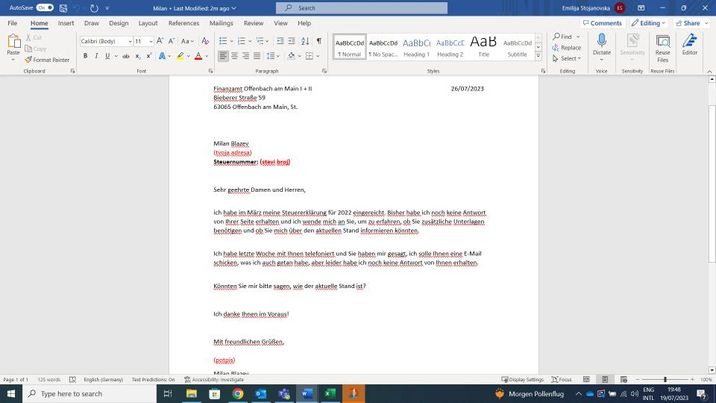 AutoSave On Milan • Last Modified: 2m ago Search Emilija Stojanovska ES
File Home Insert Draw Design Layout References Mailings Review View Help Comments Editing Share
Paste Cut Copy Format Painter Calibri (Body) 11 Find Replace Select Dictate Sensitivity Reuse Files Editor
AaBbCcDd AaBbCcDd AaBbCc AaBbCcE AaB AaBbCcD
¶ Normal ¶ No Spac... Heading 1 Heading 2 Title Subtitle
Clipboard Font Paragraph Styles Editing Voice Sensitivity Reuse Files Editor
Finanzamt Offenbach am Main I + II 26/07/2023
Bieberer Straße 59
63065 Offenbach am Main, St.
Milan Blazev
(tvoja adresa)
Steuernummer: (stavi broj)
Sehr geehrte Damen und Herren,
ich habe im März meine Steuererklärung für 2022 eingereicht. Bisher habe ich noch keine Antwort
von Ihrer Seite erhalten und ich wende mich an Sie, um zu erfahren, ob Sie zusätzliche Unterlagen
benötigen und ob Sie mich über den aktuellen Stand informieren könnten.
Ich habe letzte Woche mit Ihnen telefoniert und Sie haben mir gesagt, ich solle Ihnen eine E-Mail
schicken, was ich auch getan habe, aber leider habe ich noch keine Antwort von Ihnen erhalten.
Könnten Sie mir bitte sagen, wie der aktuelle Stand ist?
Ich danke Ihnen im Voraus!
Mit freundlichen Grüßen,
(potpis)
Milan Blazev
Page 1 of 1 125 words English (Germany) Text Predictions: On Accessibility: Investigate Display Settings Focus 100%
Type here to search Morgen Pollenflug ENG 19:48
INTL 19/07/2023